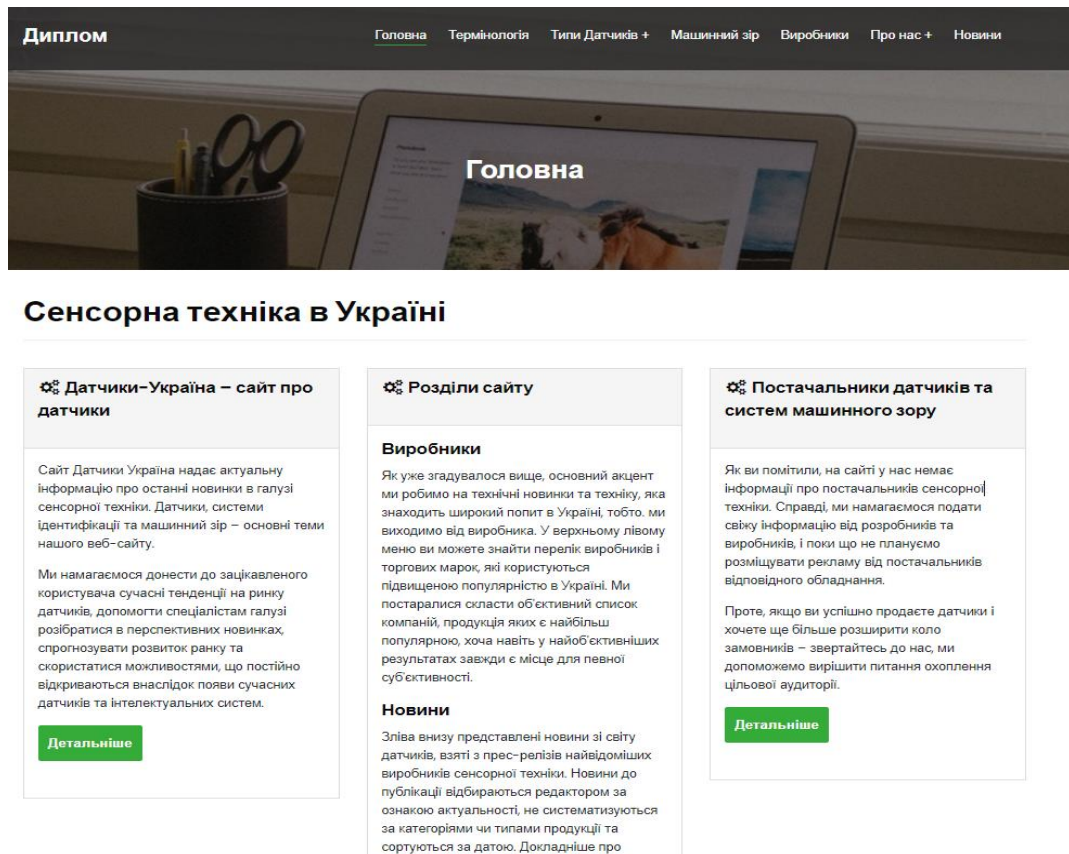 Диплом
Головна Термінологія Типи Датчиків + Машинний зір Виробники Про нас + Новини
Головна
Сенсорна техніка в Україні
Датчики-Україна – сайт про
датчики
Сайт Датчики Україна надає актуальну
інформацію про останні новинки в галузі
сенсорної техніки. Датчики, системи
ідентифікації та машинний зір – основні теми
нашого веб-сайту.
Ми намагаємося донести до зацікавленого
користувача сучасні тенденції на ринку
датчиків, допомогти спеціалістам галузі
розібратися в перспективних новинках,
спрогнозувати розвиток ранку та
скористатися можливостями, що постійно
відкриваються внаслідок появи сучасних
датчиків та інтелектуальних систем.
Детальніше
Розділи сайту
Виробники
Як уже згадувалося вище, основний акцент
ми робимо на технічні новинки та техніку, яка
знаходить широкий попит в Україні, тобто. ми
виходимо від виробника. У верхньому лівому
меню ви можете знайти перелік виробників і
торгових марок, які користуються
підвищеною популярністю в Україні. Ми
постаралися скласти об'єктивний список
компаній, продукція яких є найбільш
популярною, хоча навіть у найоб'єктивніших
результатах завжди є місце для певної
суб'єктивності.
Новини
Зліва внизу представлені новини зі світу
датчиків, взяті з прес-релізів найвідоміших
виробників сенсорної техніки. Новини до
публікації відбираються редактором за
ознакою актуальності, не систематизуються
за категоріями чи типами продукції та
сортуються за датою. Докладніше про
Постачальники датчиків та
систем машинного зору
Як ви помітили, на сайті у нас немає
інформації про постачальників сенсорної
техніки. Справді, ми намагаємося подати
свіжу інформацію від розробників та
виробників, і поки що не плануємо
розміщувати рекламу від постачальників
відповідного обладнання.
Проте, якщо ви успішно продаєте датчики і
хочете ще більше розширити коло
замовників – звертайтесь до нас, ми
допоможемо вирішити питання охоплення
цільової аудиторії.
Детальніше